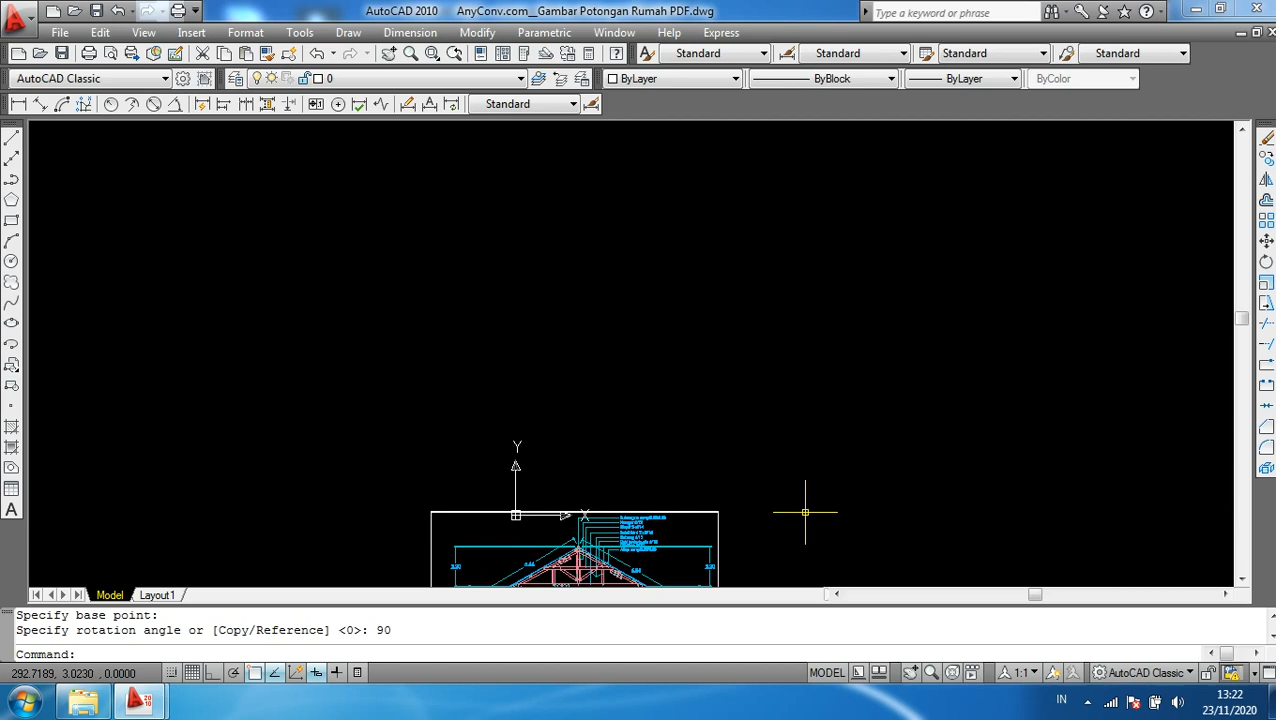 AutoCAD 2010 AnyConv.com__Gambar Potongan Rumah PDF.dwg
Type a keyword or phrase
File Edit View Insert Format Tools Draw Dimension Modify Parametric Window Help Express
Standard Standard Standard Standard
AutoCAD Classic 0 ByLayer ByBlock ByLayer ByColor
Standard
Y
X
Model Layout1
Specify base point:
Specify rotation angle or [Copy/Reference] <0>: 90
Command:
292.7189, 3.0230, 0.0000 MODEL 1:1 AutoCAD Classic
IN 13:22
23/11/2020